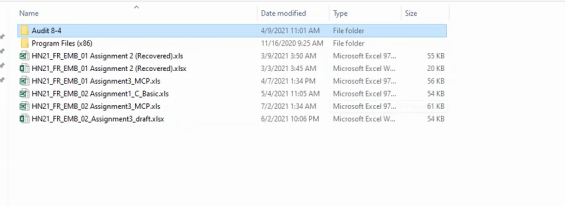 Name Date modified Type Size
Audit 8-4 4/9/2021 11:01 AM File folder
Program Files (x86) 11/16/2020 9:25 AM File folder
HN21_FR_EMB_01 Assignment 2 (Recovered).xls 3/9/2021 3:50 AM Microsoft Excel 97... 55 KB
HN21_FR_EMB_01 Assignment 2 (Recovered).xlsx 3/3/2021 3:45 AM Microsoft Excel W... 20 KB
HN21_FR_EMB_01 Assignment3_MCP.xls 4/7/2021 1:34 PM Microsoft Excel 97... 56 KB
HN21_FR_EMB_02 Assignment1_C_Basic.xls 5/4/2021 11:05 AM Microsoft Excel 97... 54 KB
HN21_FR_EMB_02 Assignment3_MCP.xls 7/2/2021 1:34 AM Microsoft Excel 97... 61 KB
HN21_FR_EMB_02_Assignment3_draft.xlsx 6/2/2021 10:06 PM Microsoft Excel W... 54 KB